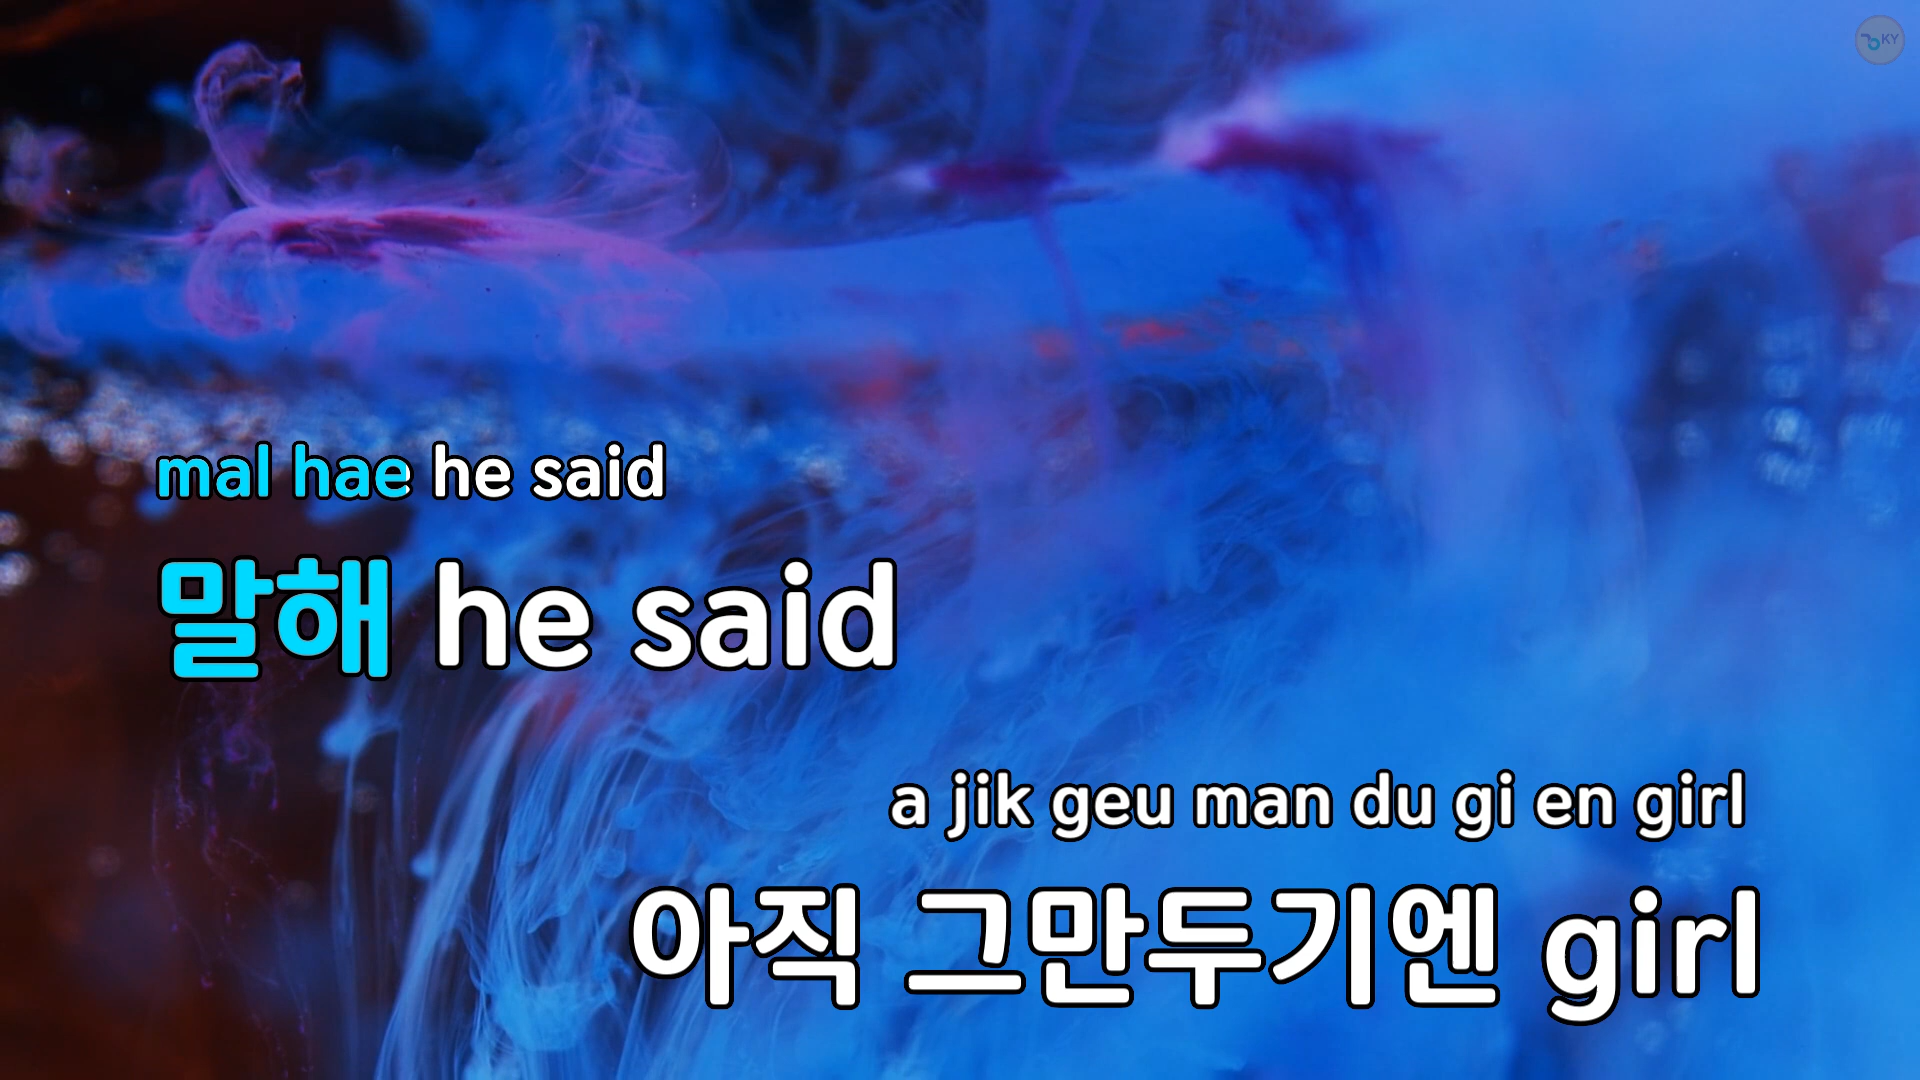 KY
mal hae he said
말해 he said
a jik geu man du gi en girl
아직 그만두기엔 girl